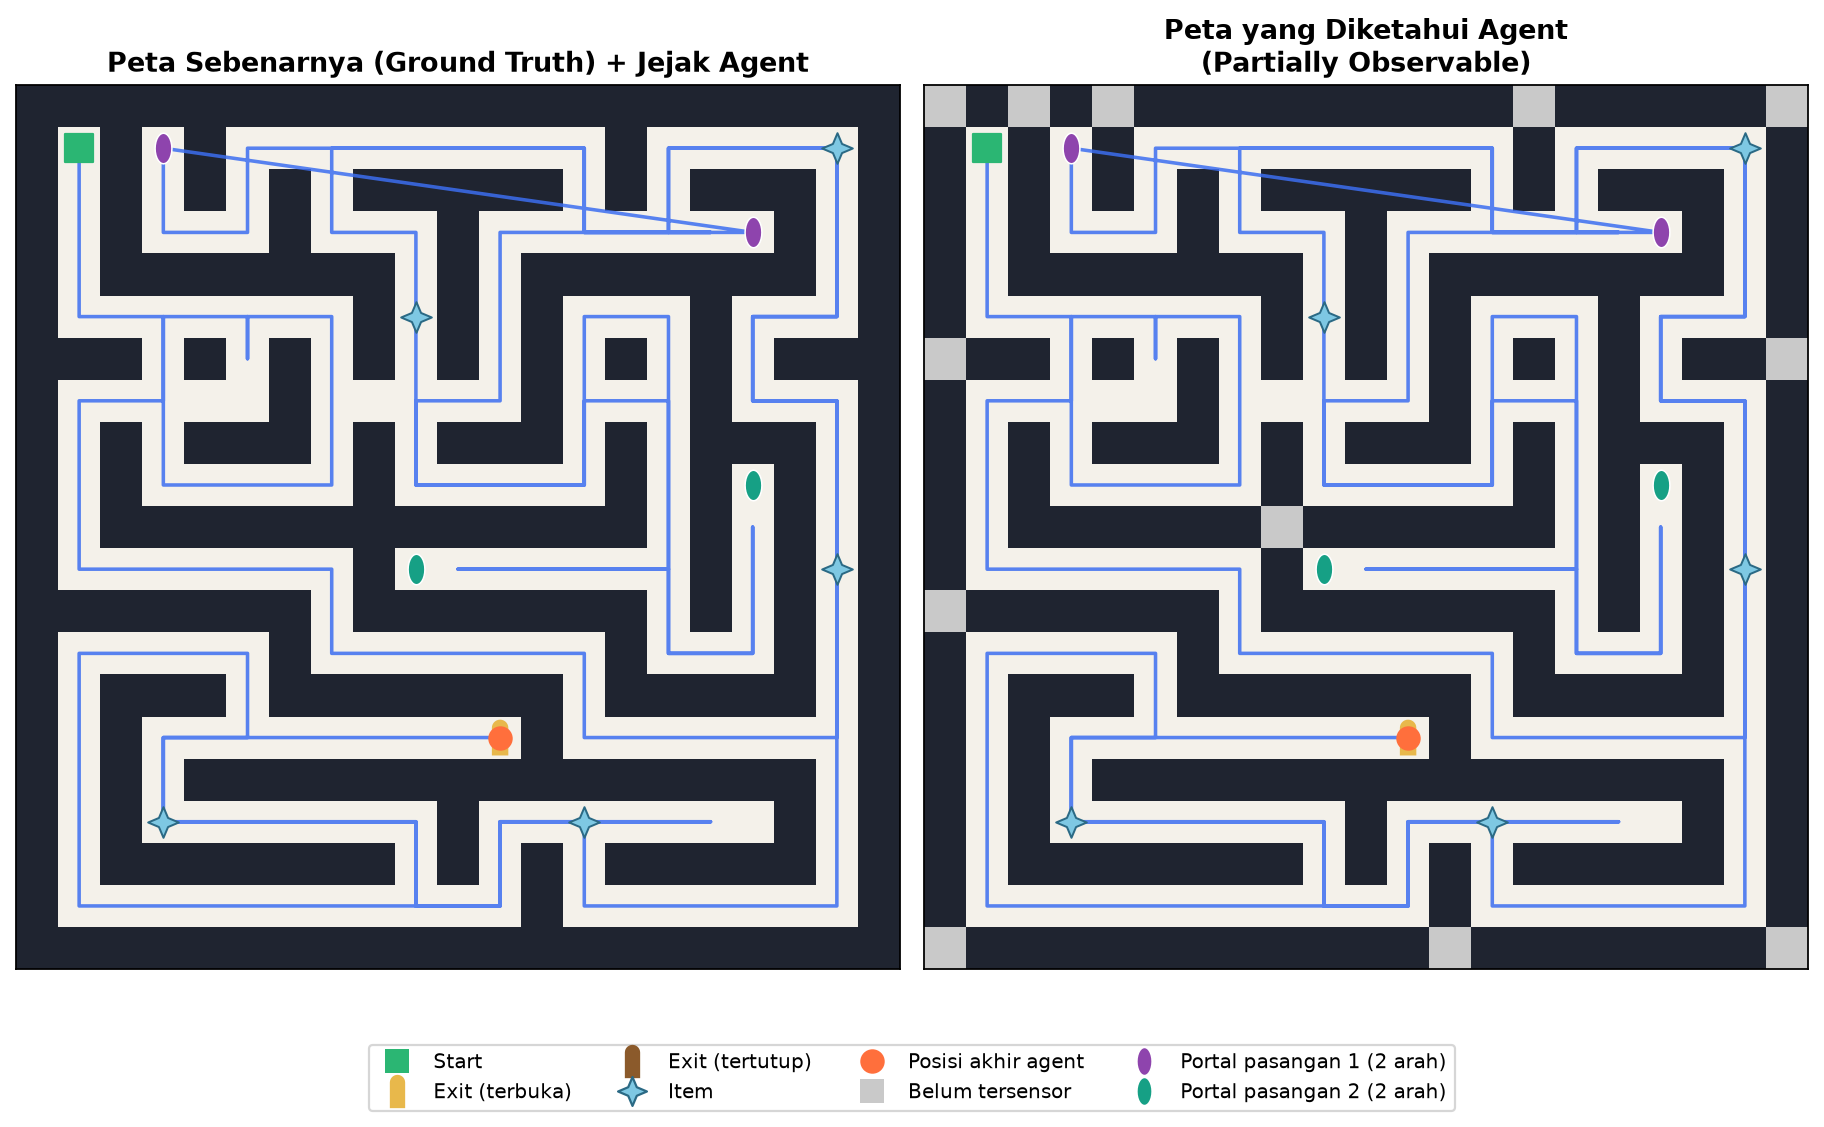 Peta Sebenarnya (Ground Truth) + Jejak Agent
Peta yang Diketahui Agent
(Partially Observable)
Start
Exit (terbuka)
Exit (tertutup)
Item
Posisi akhir agent
Belum tersensor
Portal pasangan 1 (2 arah)
Portal pasangan 2 (2 arah)